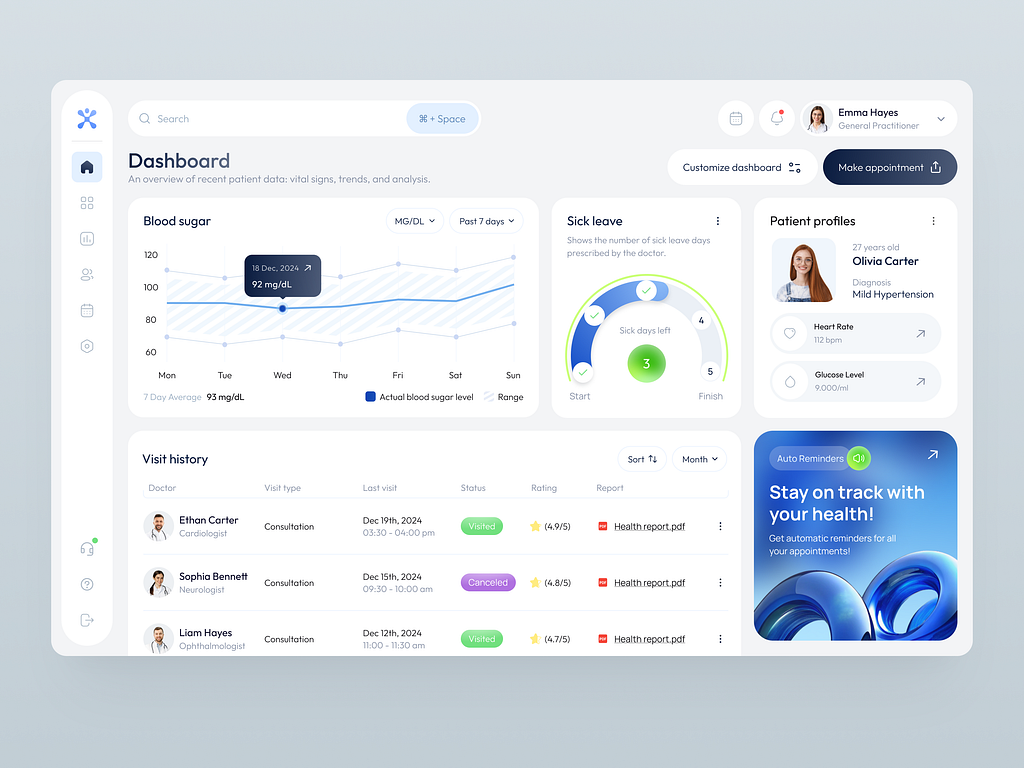 Search
⌘ + Space
Emma Hayes
General Practitioner
Dashboard
An overview of recent patient data: vital signs, trends, and analysis.
Customize dashboard
Make appointment
Blood sugar
MG/DL
Past 7 days
120
100
80
60
18 Dec, 2024
92 mg/dL
Mon
Tue
Wed
Thu
Fri
Sat
Sun
7 Day Average 93 mg/dL
Actual blood sugar level
Range
Sick leave
Shows the number of sick leave days
prescribed by the doctor.
4
5
Sick days left
3
Start
Finish
Patient profiles
27 years old
Olivia Carter
Diagnosis
Mild Hypertension
Heart Rate
112 bpm
Glucose Level
9.000/ml
Visit history
Sort
Month
Doctor
Visit type
Last visit
Status
Rating
Report
Ethan Carter
Cardiologist
Consultation
Dec 19th, 2024
03:30 - 04:00 pm
Visited
(4.9/5)
PDF
Health report.pdf
Sophia Bennett
Neurologist
Consultation
Dec 15th, 2024
09:30 - 10:00 am
Canceled
(4.8/5)
PDF
Health report.pdf
Liam Hayes
Ophthalmologist
Consultation
Dec 12th, 2024
11:00 - 11:30 am
Visited
(4.7/5)
PDF
Health report.pdf
Auto Reminders
Stay on track with
your health!
Get automatic reminders for all
your appointments!